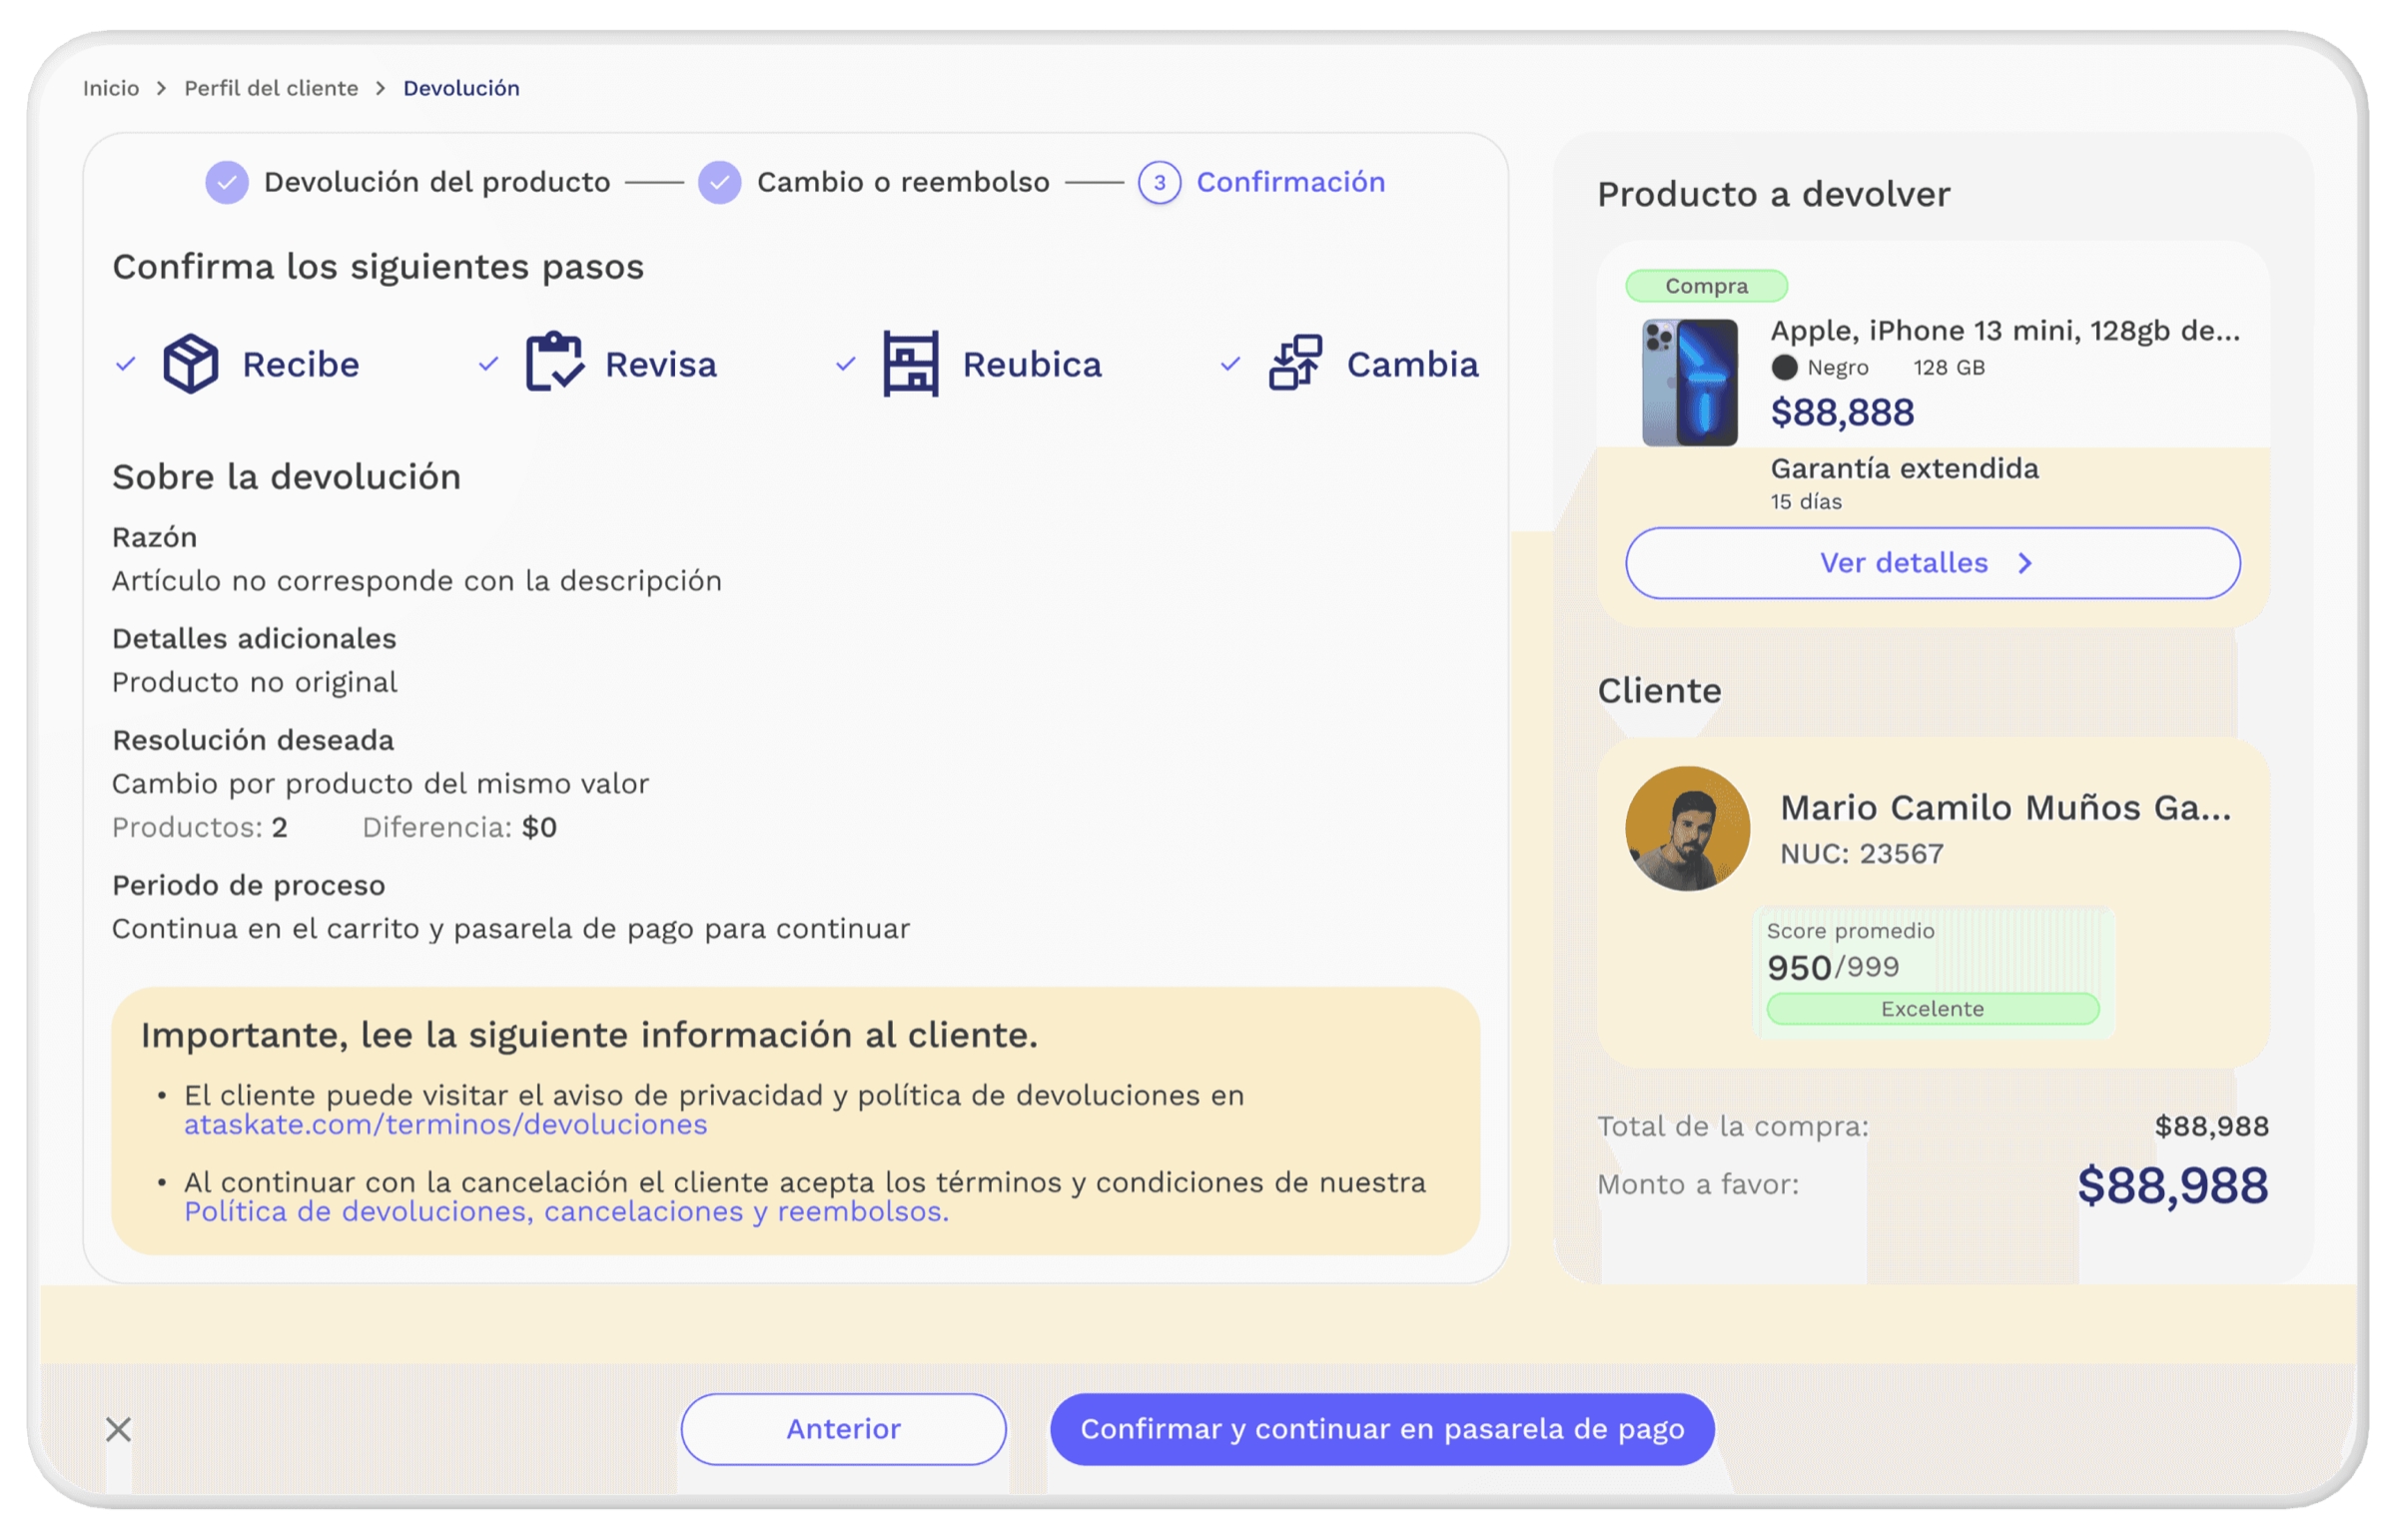 Inicio > Perfil del cliente > Devolución
Devolución del producto
Cambio o reembolso
3 Confirmación
Confirma los siguientes pasos
Recibe
Revisa
Reubica
Cambia
Sobre la devolución
Razón
Artículo no corresponde con la descripción
Detalles adicionales
Producto no original
Resolución deseada
Cambio por producto del mismo valor
Productos: 2 Diferencia: $0
Periodo de proceso
Continua en el carrito y pasarela de pago para continuar
Importante, lee la siguiente información al cliente.
• El cliente puede visitar el aviso de privacidad y política de devoluciones en
ataskate.com/terminos/devoluciones
• Al continuar con la cancelación el cliente acepta los términos y condiciones de nuestra
Política de devoluciones, cancelaciones y reembolsos.
Producto a devolver
Compra
Apple, iPhone 13 mini, 128gb de...
Negro 128 GB
$88,888
Garantía extendida
15 días
Ver detalles >
Cliente
Mario Camilo Muños Ga...
NUC: 23567
Score promedio
950/999
Excelente
Total de la compra: $88,988
Monto a favor: $88,988
Anterior
Confirmar y continuar en pasarela de pago